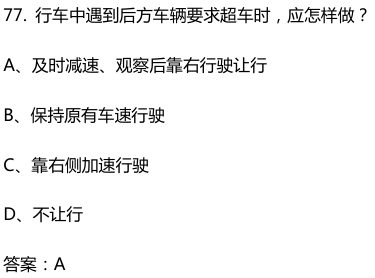 77. 行车中遇到后方车辆要求超车时，应怎样做？
A、及时减速、观察后靠右行驶让行
B、保持原有车速行驶
C、靠右侧加速行驶
D、不让行
答案：A